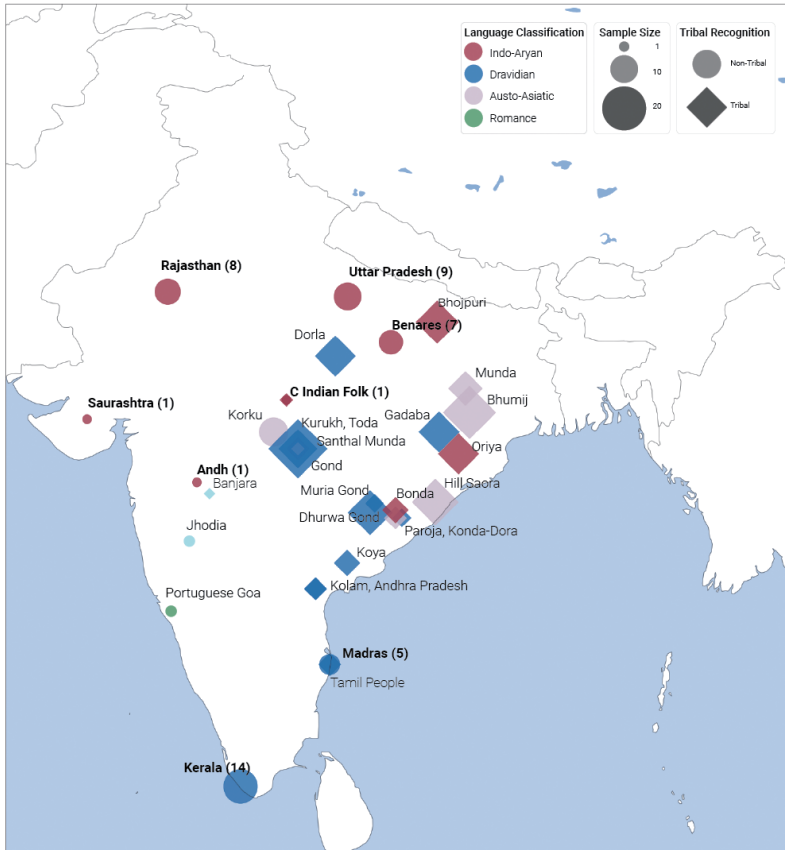 Language Classification
Indo-Aryan
Dravidian
Austo-Asiatic
Romance
Sample Size
1
10
20
Tribal Recognition
Non-Tribal
Tribal
Rajasthan (8)
Uttar Pradesh (9)
Bhojpuri
Benares (7)
Dorla
Munda
C Indian Folk (1)
Bhumij
Saurashtra (1)
Korku
Gadaba
Kurukh, Toda
Santhal Munda
Oriya
Gond
Andh (1)
Banjara
Hill Saora
Muria Gond
Bonda
Dhurwa Gond
Paroja, Konda-Dora
Jhodia
Koya
Kolam, Andhra Pradesh
Portuguese Goa
Madras (5)
Tamil People
Kerala (14)